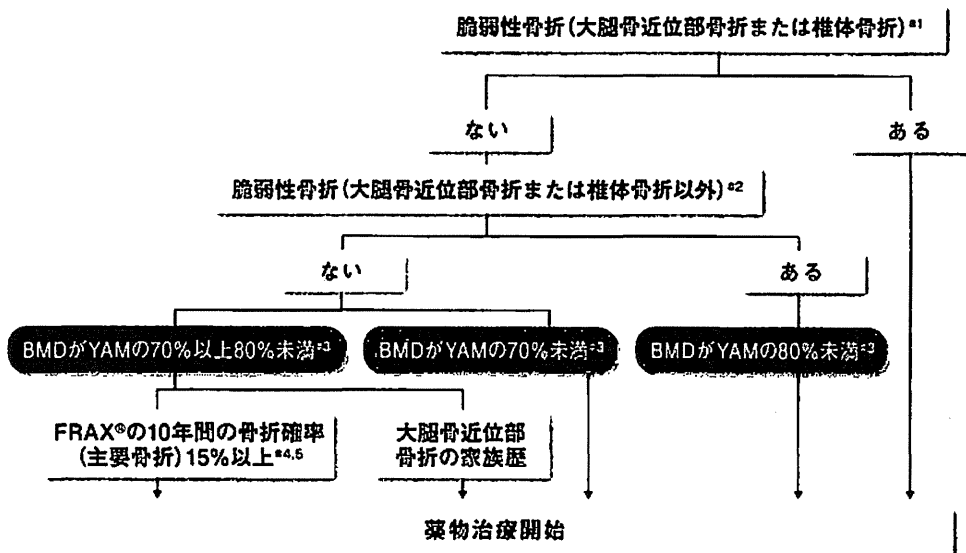 脆弱性骨折(大腿骨近位部骨折または椎体骨折)*1
ない
ある
脆弱性骨折(大腿骨近位部骨折または椎体骨折以外)*2
ない
ある
BMDがYAMの70%以上80%未満*3
BMDがYAMの70%未満*3
BMDがYAMの80%未満*3
FRAX®の10年間の骨折確率
(主要骨折)15%以上*4,5
大腿骨近位部
骨折の家族歴
薬物治療開始